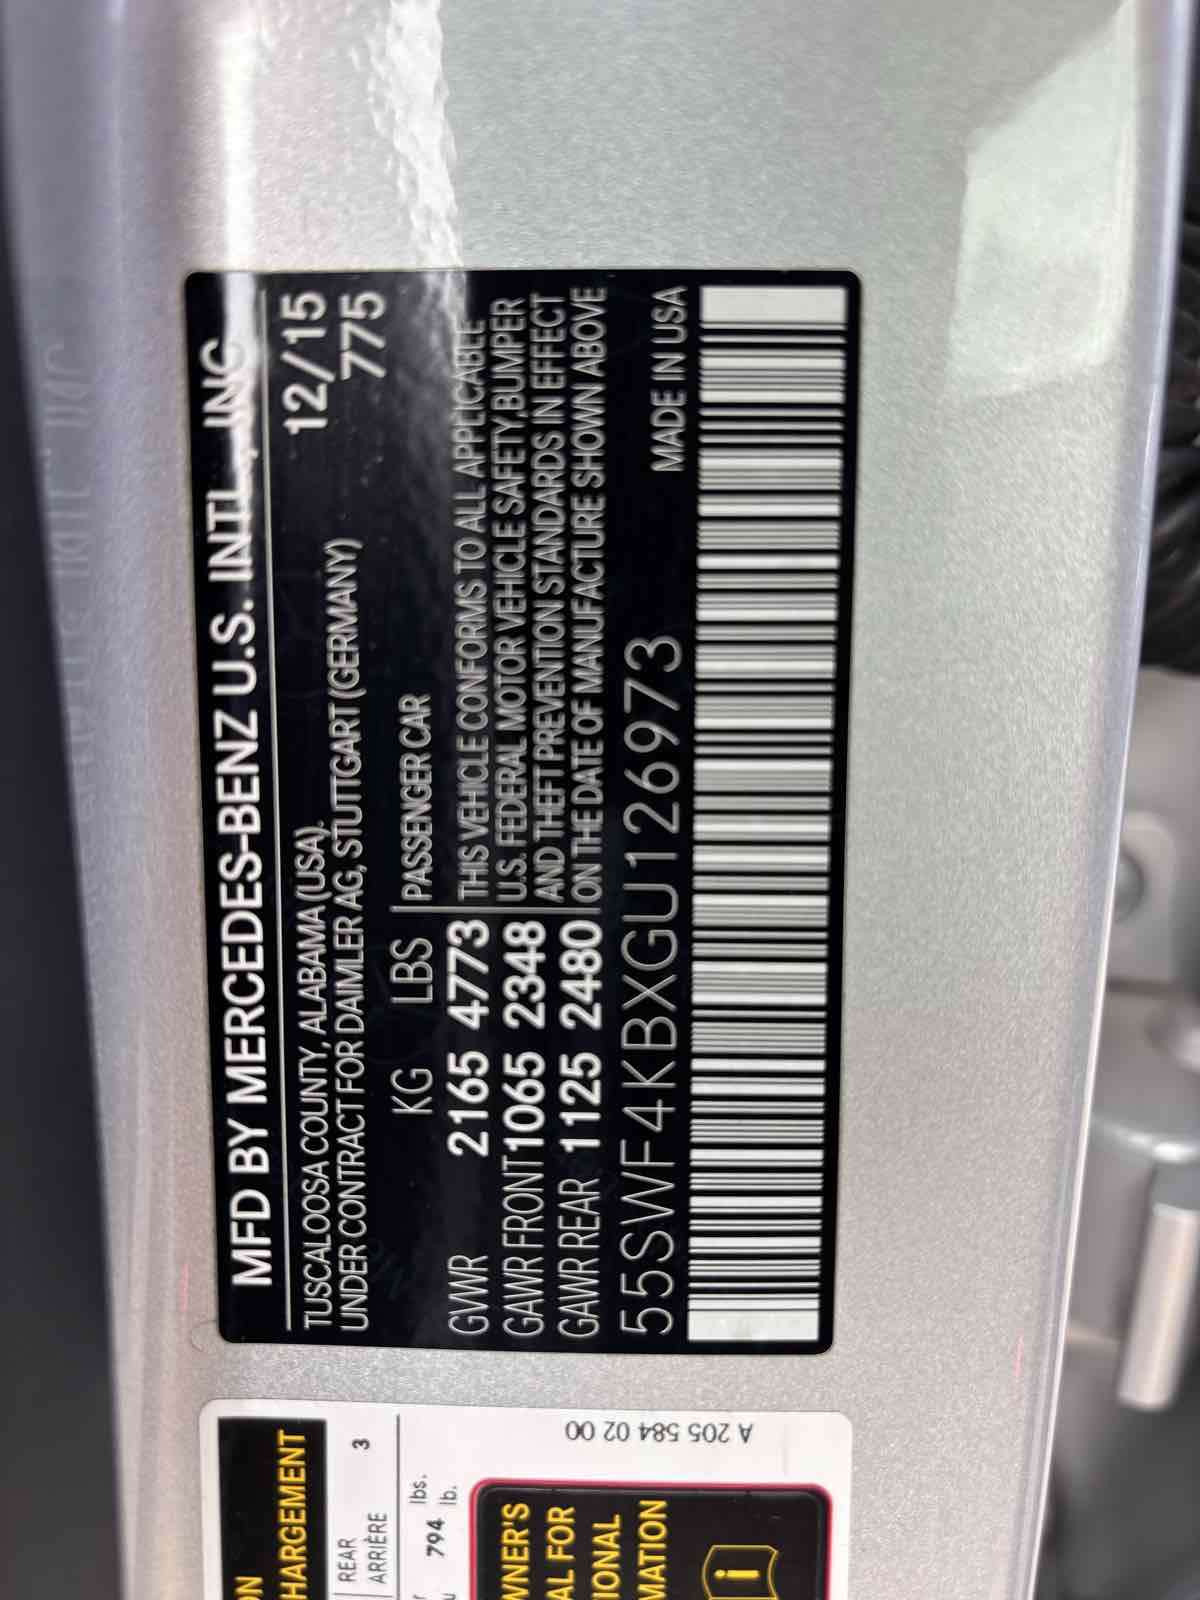 MFD BY MERCEDES-BENZ U.S. INTL., INC
TUSCALOOSA COUNTY, ALABAMA (USA). 12/15
UNDER CONTRACT FOR DAIMLER AG, STUTTGART (GERMANY) 775
KG LBS PASSENGER CAR
GVWR 2165 4773 THIS VEHICLE CONFORMS TO ALL APPLICABLE
GAWR FRONT 1065 2348 U.S. FEDERAL MOTOR VEHICLE SAFETY,BUMPER
GAWR REAR 1125 2480 AND THEFT PREVENTION STANDARDS IN EFFECT
ON THE DATE OF MANUFACTURE SHOWN ABOVE
55SWF4KBXGU126973 MADE IN USA
ON
HARGEMENT
REAR
ARRIÈRE 3
794 lbs.
lb.
WNER'S
AL FOR
IONAL
MATION
i
A 205 584 02 00